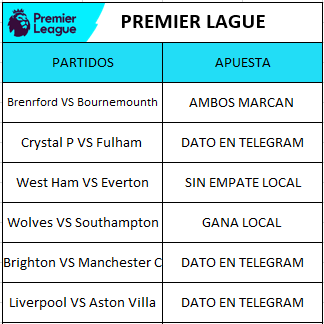 Premier
League
PREMIER LAGUE
PARTIDOS APUESTA
Brenrford VS Bournemounth AMBOS MARCAN
Crystal P VS Fulham DATO EN TELEGRAM
West Ham VS Everton SIN EMPATE LOCAL
Wolves VS Southampton GANA LOCAL
Brighton VS Manchester C DATO EN TELEGRAM
Liverpool VS Aston Villa DATO EN TELEGRAM